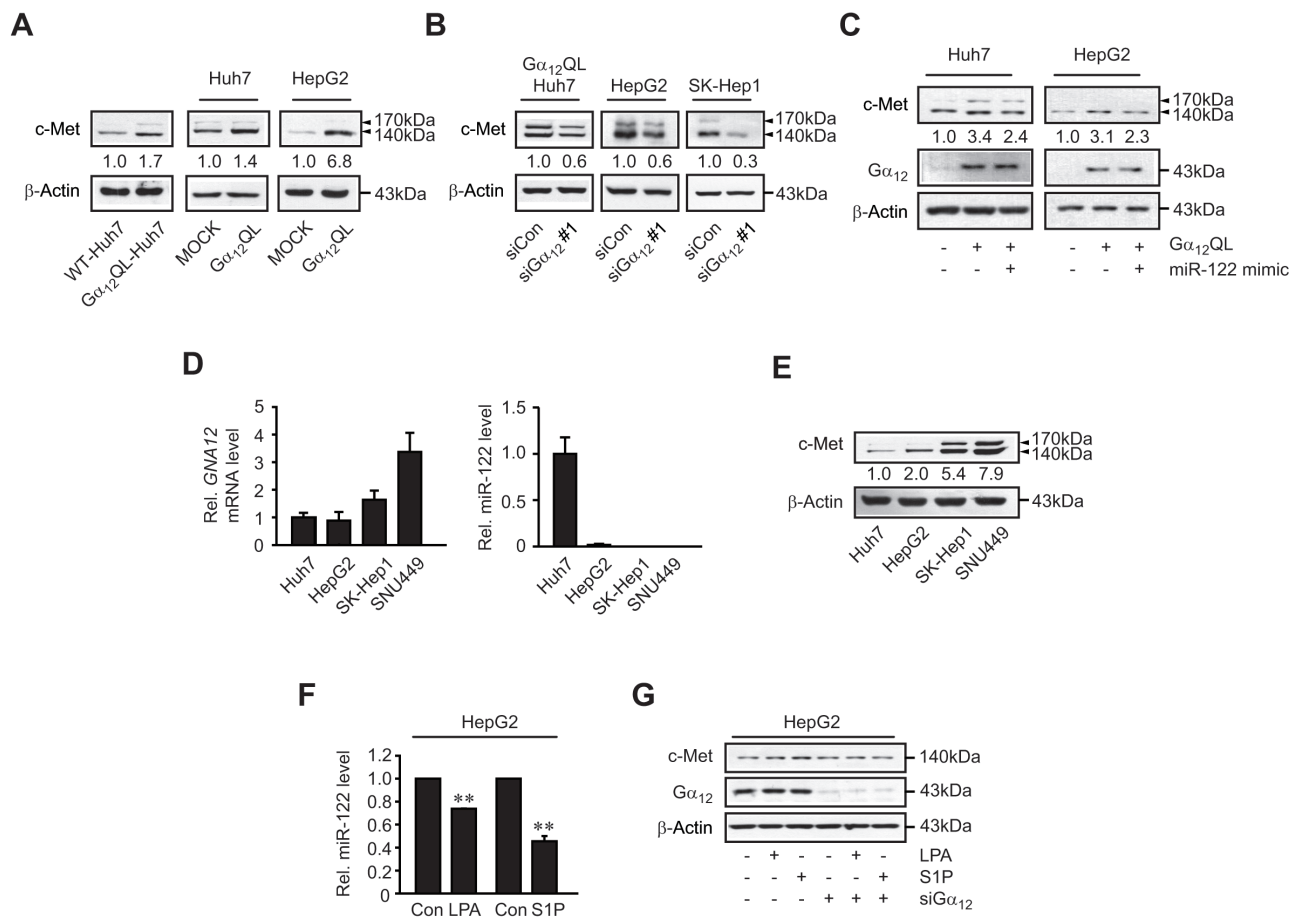 A
Huh7 HepG2
c-Met
170kDa
140kDa
1.0 1.7 1.0 1.4 1.0 6.8
β-Actin 43kDa
WT-Huh7 Gα12QL-Huh7 MOCK Gα12QL MOCK Gα12QL
B
Gα12QL
Huh7 HepG2 SK-Hep1
c-Met
170kDa
140kDa
1.0 0.6 1.0 0.6 1.0 0.3
β-Actin 43kDa
siCon siGα12 #1 siCon siGα12 #1 siCon siGα12 #1
C
Huh7 HepG2
c-Met
170kDa
140kDa
1.0 3.4 2.4 1.0 3.1 2.3
Gα12 43kDa
β-Actin 43kDa
- + + - + + Gα12QL
- - + - - + miR-122 mimic
D
Rel. GNA12
mRNA level
5
4
3
2
1
0
Huh7 HepG2 SK-Hep1 SNU449
Rel. miR-122 level
1.5
1.0
0.5
0
Huh7 HepG2 SK-Hep1 SNU449
E
c-Met
170kDa
140kDa
1.0 2.0 5.4 7.9
β-Actin 43kDa
Huh7 HepG2 SK-Hep1 SNU449
F
HepG2
Rel. miR-122 level
1.2
1.0
0.8
0.6
0.4
0.2
0
** **
Con LPA Con S1P
G
HepG2
c-Met 140kDa
Gα12 43kDa
β-Actin 43kDa
- + - - + - LPA
- - + - - + S1P
- - - + + + siGα12